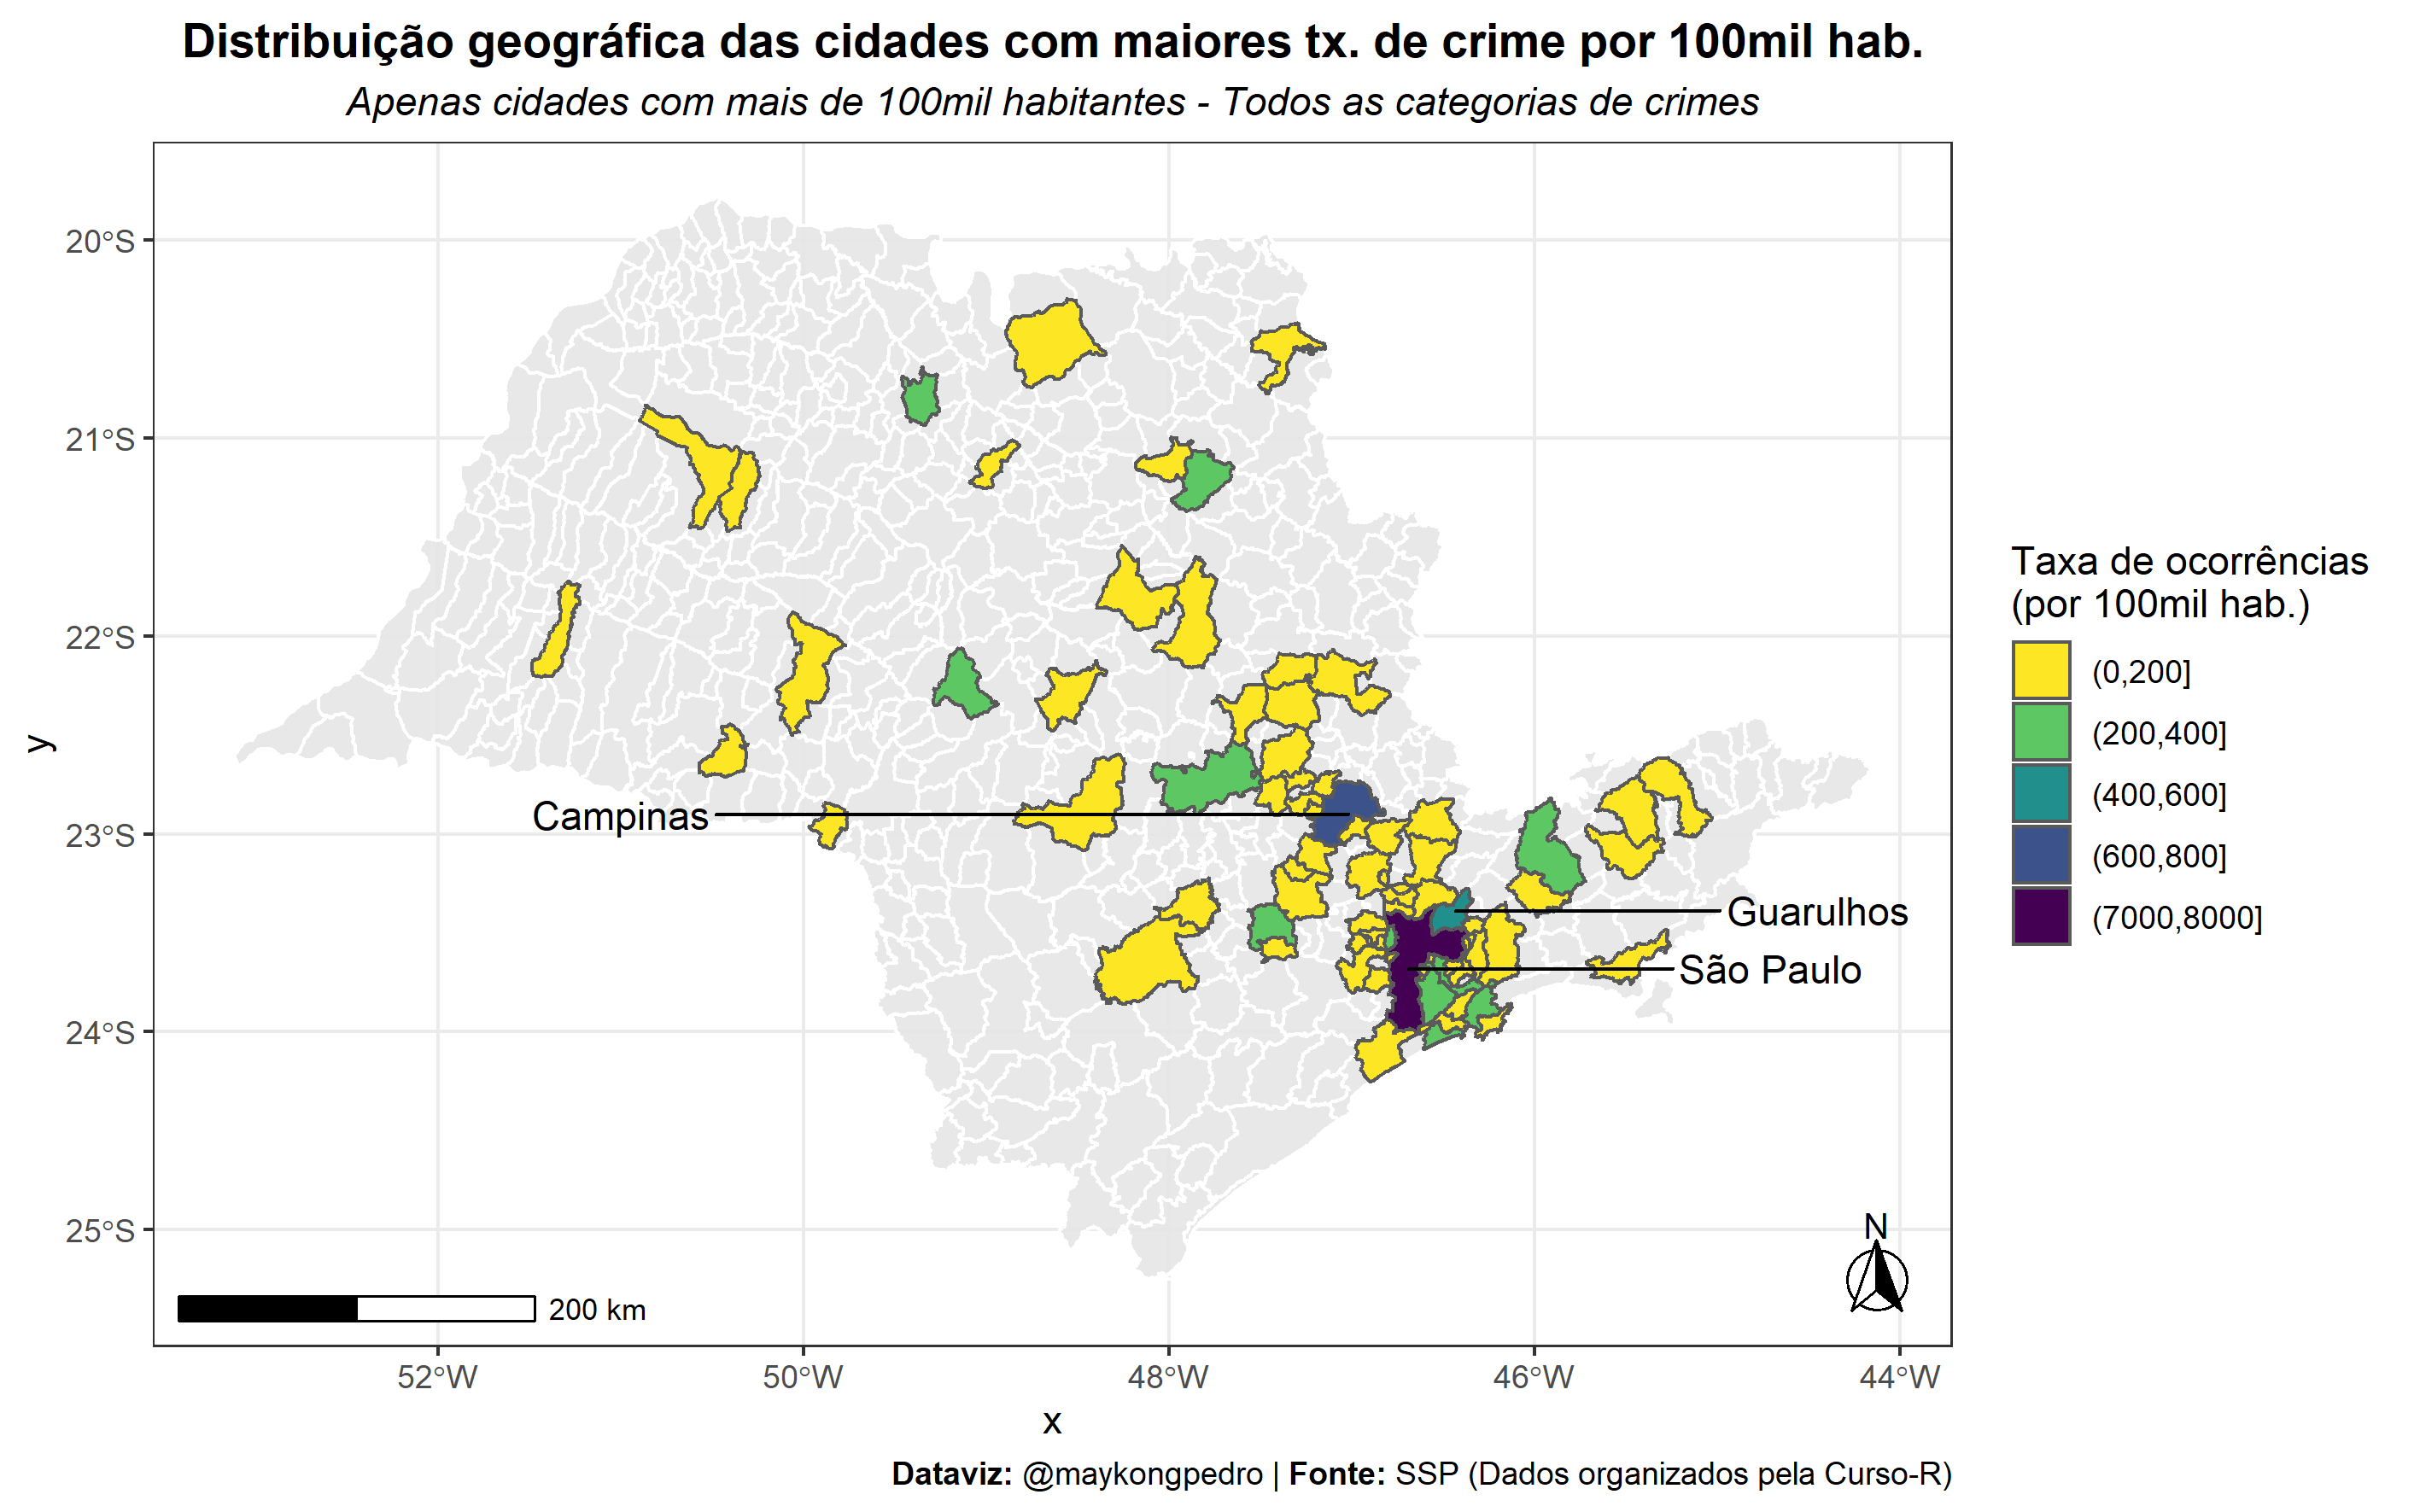 Distribuição geográfica das cidades com maiores tx. de crime por 100mil hab.
Apenas cidades com mais de 100mil habitantes - Todos as categorias de crimes
20°S
21°S
22°S
23°S
24°S
25°S
y
Campinas
Guarulhos
São Paulo
N
200 km
52°W
50°W
48°W
46°W
44°W
x
Taxa de ocorrências
(por 100mil hab.)
(0,200]
(200,400]
(400,600]
(600,800]
(7000,8000]
Dataviz: @maykongpedro | Fonte: SSP (Dados organizados pela Curso-R)